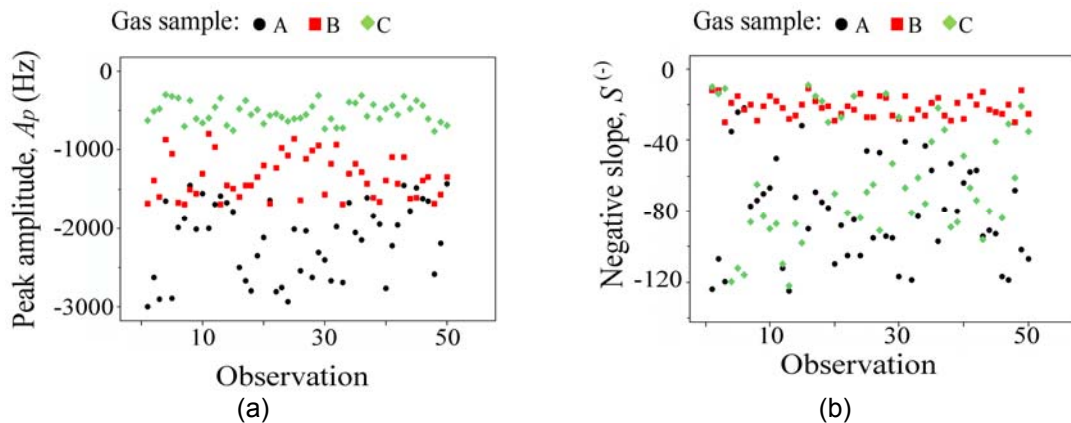 Gas sample: A B C
Peak amplitude, Ap (Hz)
0
-1000
-2000
-3000
10 30 50
Observation
(a)
Gas sample: A B C
Negative slope, S(-)
0
-40
-80
-120
10 30 50
Observation
(b)